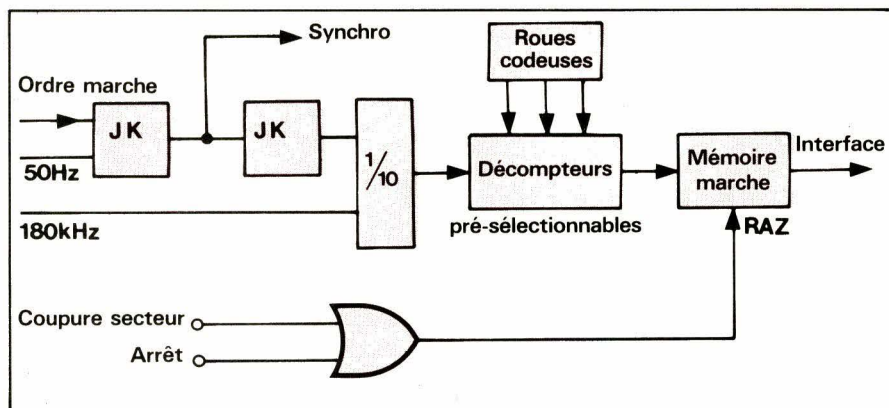 Synchro
Roues
codeuses
Ordre marche
JK
JK
50Hz
1/10
Décompteurs
pré-sélectionnables
Mémoire
marche
Interface
RAZ
180kHz
Coupure secteur
Arrêt